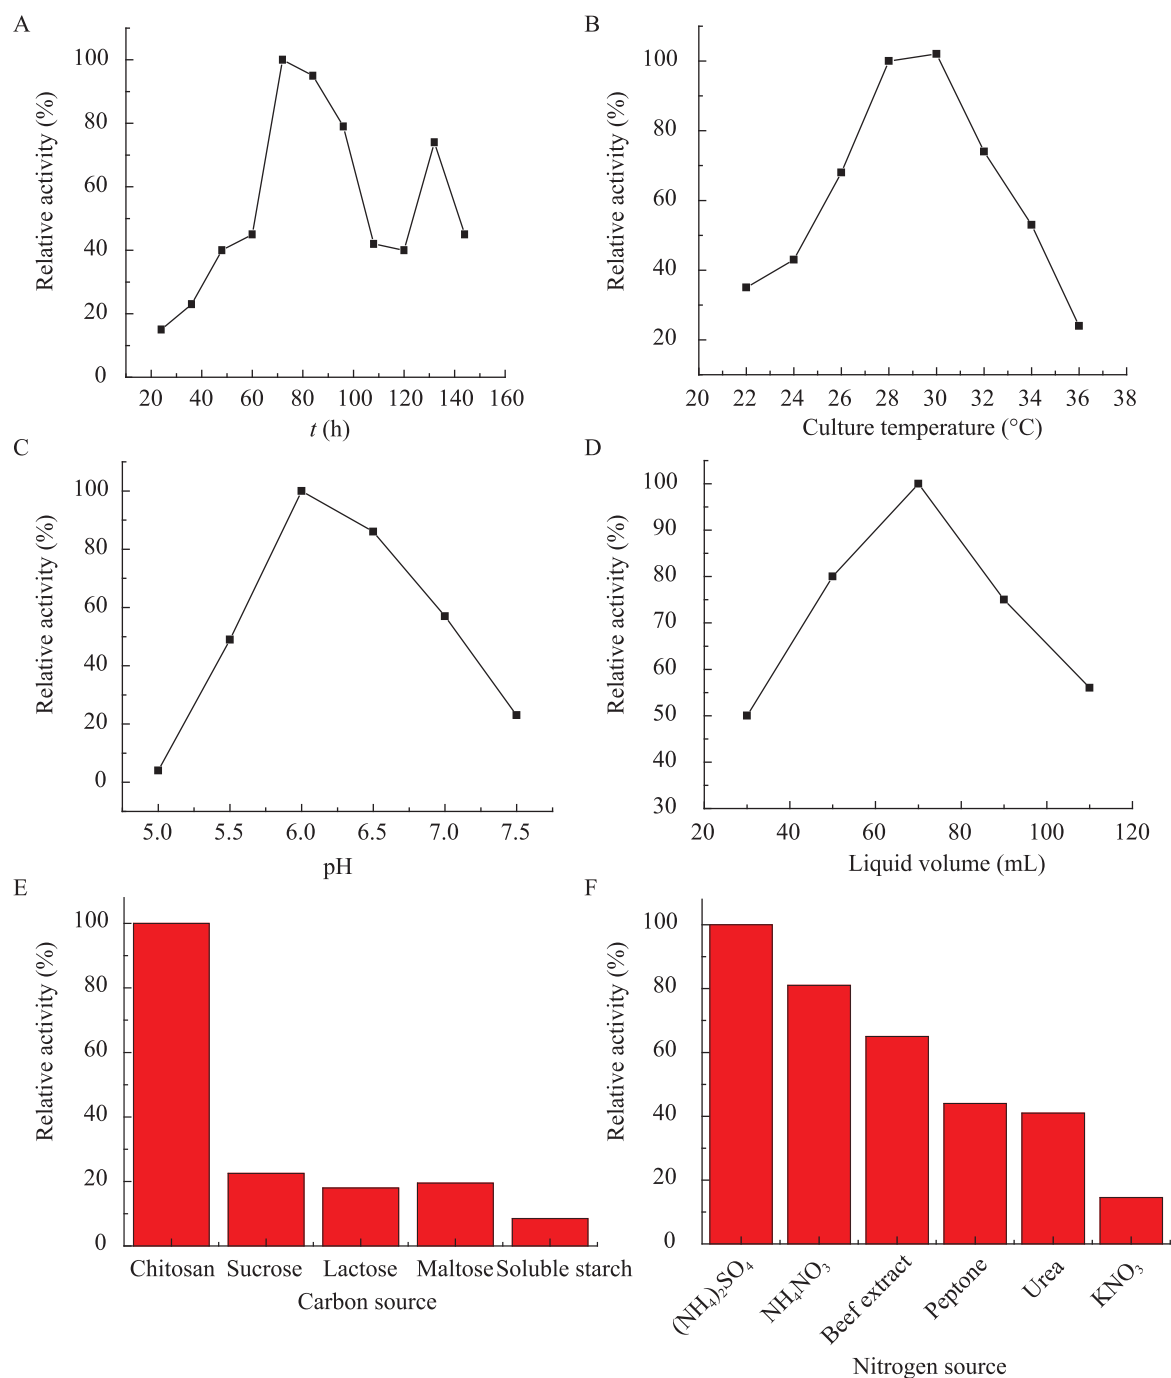 A
Relative activity (%)
100
80
60
40
20
0
20 40 60 80 100 120 140 160
t (h)
B
Relative activity (%)
100
80
60
40
20
20 22 24 26 28 30 32 34 36 38
Culture temperature (°C)
C
Relative activity (%)
100
80
60
40
20
0
5.0 5.5 6.0 6.5 7.0 7.5
pH
D
Relative activity (%)
100
90
80
70
60
50
40
30
20 40 60 80 100 120
Liquid volume (mL)
E
Relative activity (%)
100
80
60
40
20
0
Chitosan Sucrose Lactose Maltose Soluble starch
Carbon source
F
Relative activity (%)
100
80
60
40
20
0
(NH₄)₂SO₄ NH₄NO₃ Beef extract Peptone Urea KNO₃
Nitrogen source